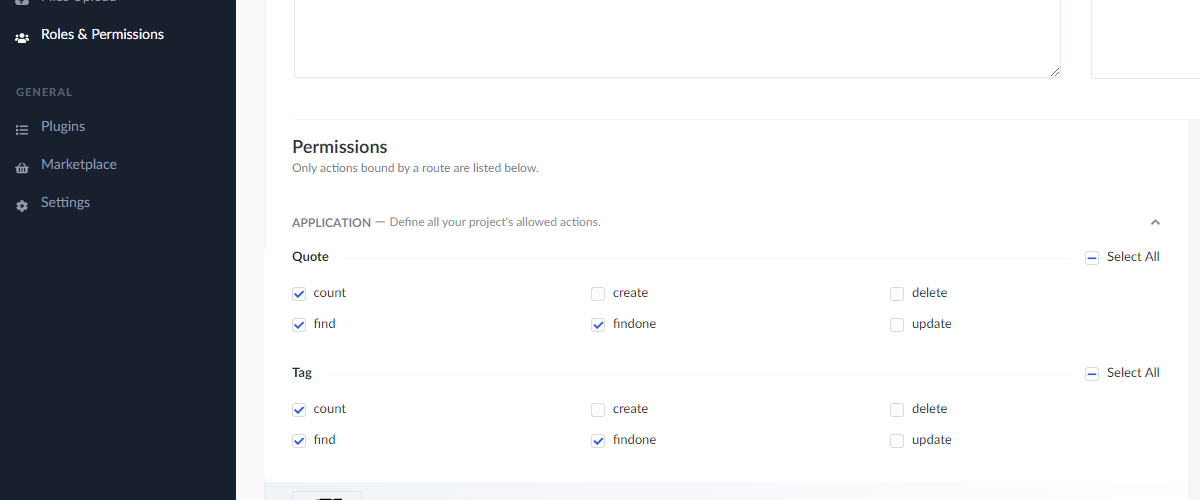 Files Upload
Roles & Permissions
GENERAL
Plugins
Marketplace
Settings
Permissions
Only actions bound by a route are listed below.
APPLICATION — Define all your project's allowed actions.
Quote Select All
count create delete
find findone update
Tag Select All
count create delete
find findone update